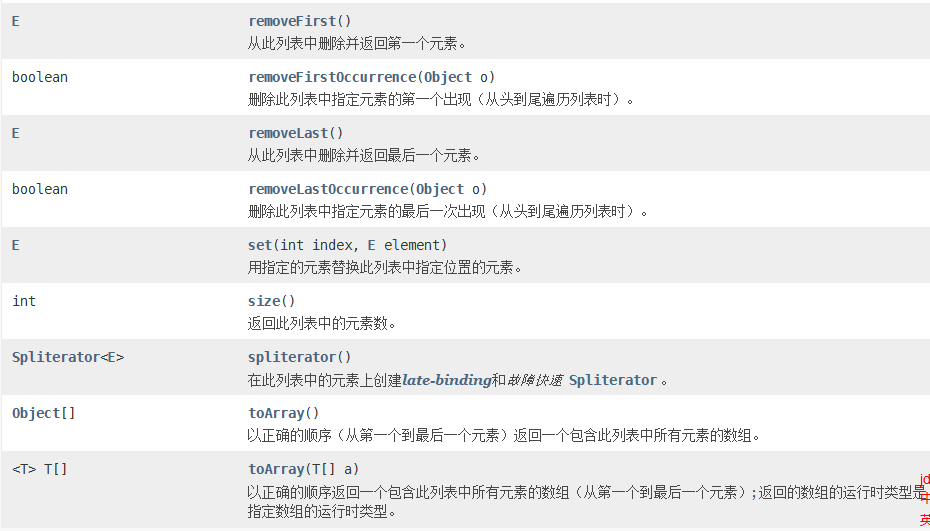 E removeFirst()
从此列表中删除并返回第一个元素。
boolean removeFirstOccurrence(Object o)
删除此列表中指定元素的第一个出现（从头到尾遍历列表时）。
E removeLast()
从此列表中删除并返回最后一个元素。
boolean removeLastOccurrence(Object o)
删除此列表中指定元素的最后一次出现（从头到尾遍历列表时）。
E set(int index, E element)
用指定的元素替换此列表中指定位置的元素。
int size()
返回此列表中的元素数。
Spliterator<E> spliterator()
在此列表中的元素上创建late-binding和故障快速 Spliterator 。
Object[] toArray()
以正确的顺序（从第一个到最后一个元素）返回一个包含此列表中所有元素的数组。
<T> T[] toArray(T[] a)
以正确的顺序返回一个包含此列表中所有元素的数组（从第一个到最后一个元素）;返回的数组的运行时类型是
指定数组的运行时类型。
jd
中
英